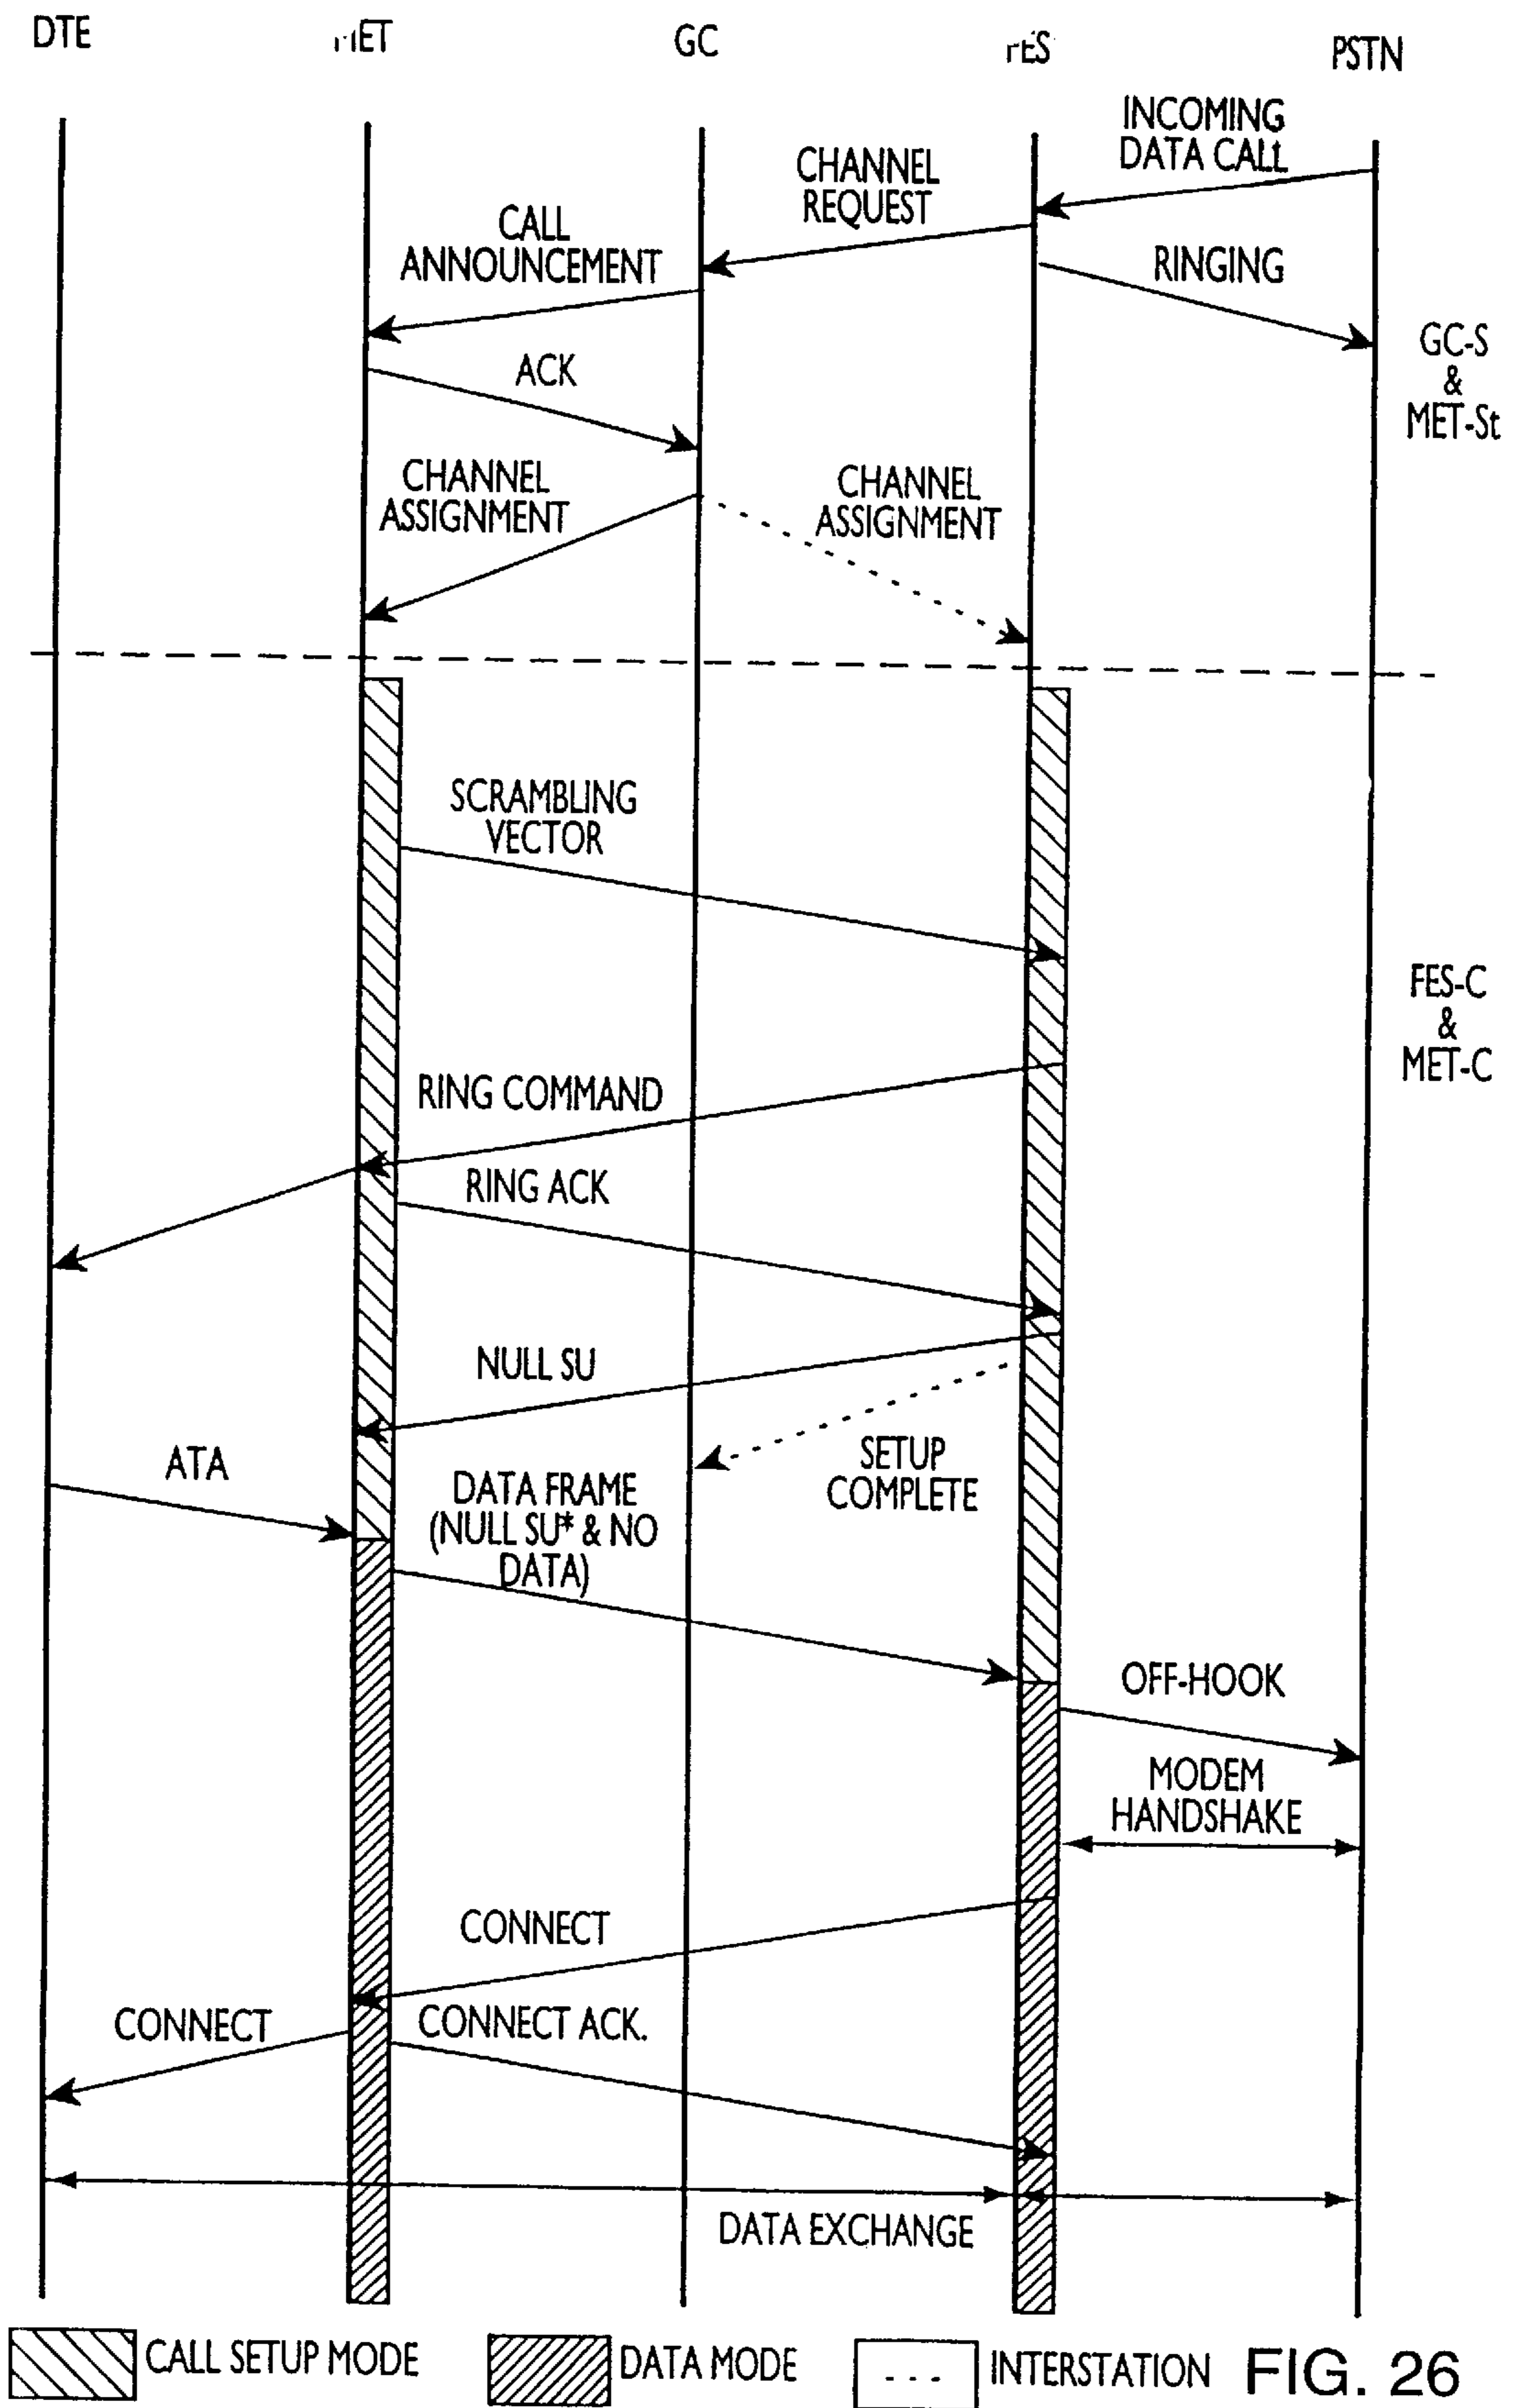 DTE MET GC FES PSTN
INCOMING
DATA CALL
CHANNEL
REQUEST
CALL
ANNOUNCEMENT
RINGING
GC-S
&
MET-St
ACK
CHANNEL
ASSIGNMENT
CHANNEL
ASSIGNMENT
SCRAMBLING
VECTOR
FES-C
&
MET-C
RING COMMAND
RING ACK
NULL SU
SETUP
COMPLETE
ATA
DATA FRAME
(NULL SU* & NO
DATA)
OFF-HOOK
MODEM
HANDSHAKE
CONNECT
CONNECT
CONNECT ACK.
DATA EXCHANGE
CALL SETUP MODE
DATA MODE
INTERSTATION
FIG. 26